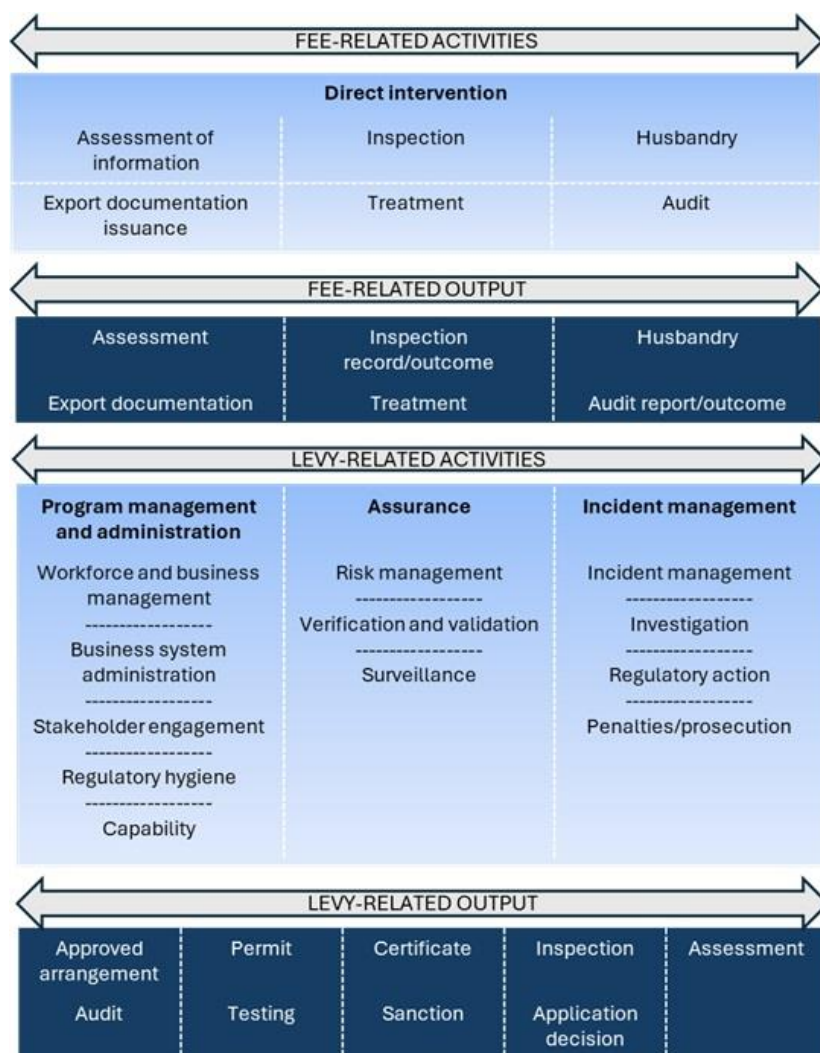 FEE-RELATED ACTIVITIES
Direct intervention
Assessment of
information
Inspection
Husbandry
Export documentation
issuance
Treatment
Audit
FEE-RELATED OUTPUT
Assessment
Inspection
record/outcome
Husbandry
Export documentation
Treatment
Audit report/outcome
LEVY-RELATED ACTIVITIES
Program management
and administration
Workforce and business
management
-----------------
Business system
administration
-----------------
Stakeholder engagement
-----------------
Regulatory hygiene
-----------------
Capability
Assurance
Risk management
-----------------
Verification and validation
-----------------
Surveillance
Incident management
Incident management
-----------------
Investigation
-----------------
Regulatory action
-----------------
Penalties/prosecution
LEVY-RELATED OUTPUT
Approved
arrangement
Permit
Certificate
Inspection
Assessment
Audit
Testing
Sanction
Application
decision